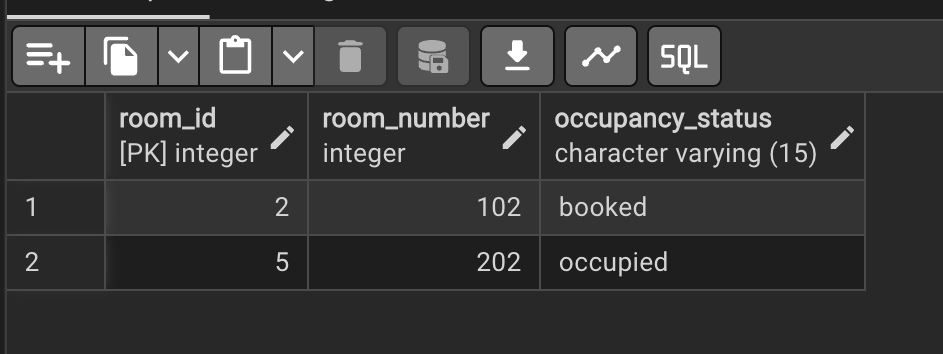 SQL
room_id
[PK] integer
room_number
integer
occupancy_status
character varying (15)
1 2 102 booked
2 5 202 occupied